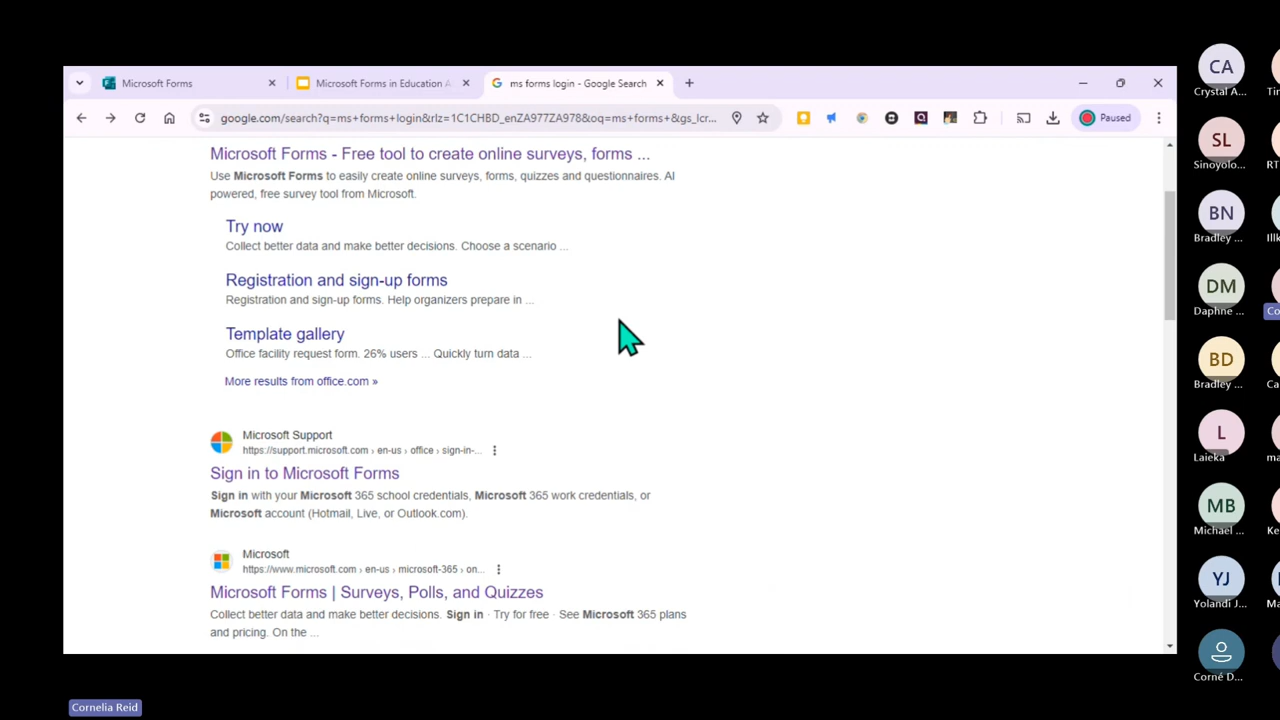 Microsoft Forms
Microsoft Forms in Education A
ms forms login - Google Search
google.com/search?q=ms+forms+login&rlz=1C1CHBD_enZA977ZA978&oq=ms+forms+&gs_lcr...
Paused
Microsoft Forms - Free tool to create online surveys, forms ...
Use Microsoft Forms to easily create online surveys, forms, quizzes and questionnaires. AI
powered, free survey tool from Microsoft.
Try now
Collect better data and make better decisions. Choose a scenario ...
Registration and sign-up forms
Registration and sign-up forms. Help organizers prepare in ...
Template gallery
Office facility request form. 26% users ... Quickly turn data ...
More results from office.com »
Microsoft Support
https://support.microsoft.com › en-us › office › sign-in-...
Sign in to Microsoft Forms
Sign in with your Microsoft 365 school credentials, Microsoft 365 work credentials, or
Microsoft account (Hotmail, Live, or Outlook.com).
Microsoft
https://www.microsoft.com › en-us › microsoft-365 › on...
Microsoft Forms | Surveys, Polls, and Quizzes
Collect better data and make better decisions. Sign in · Try for free · See Microsoft 365 plans
and pricing. On the ...
Cornelia Reid
CA
Crystal A...
SL
Sinoyolo...
BN
Bradley ...
DM
Daphne ...
BD
Bradley ...
L
Laieka
MB
Michael ...
YJ
Yolandi J...
Corné D...